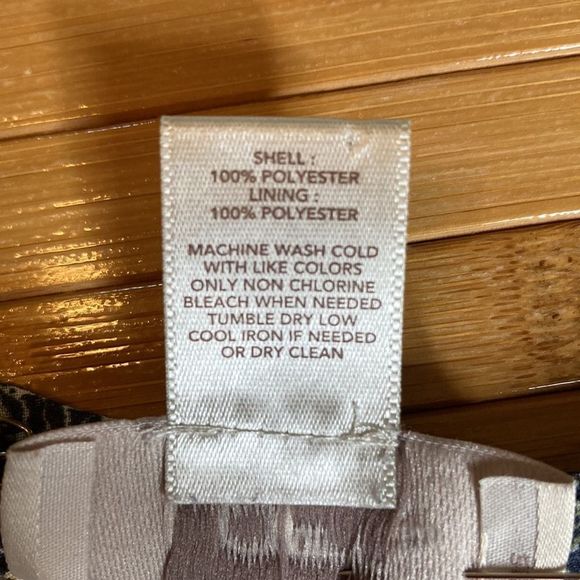 SHELL :
100% POLYESTER
LINING :
100% POLYESTER
MACHINE WASH COLD
WITH LIKE COLORS
ONLY NON CHLORINE
BLEACH WHEN NEEDED
TUMBLE DRY LOW
COOL IRON IF NEEDED
OR DRY CLEAN